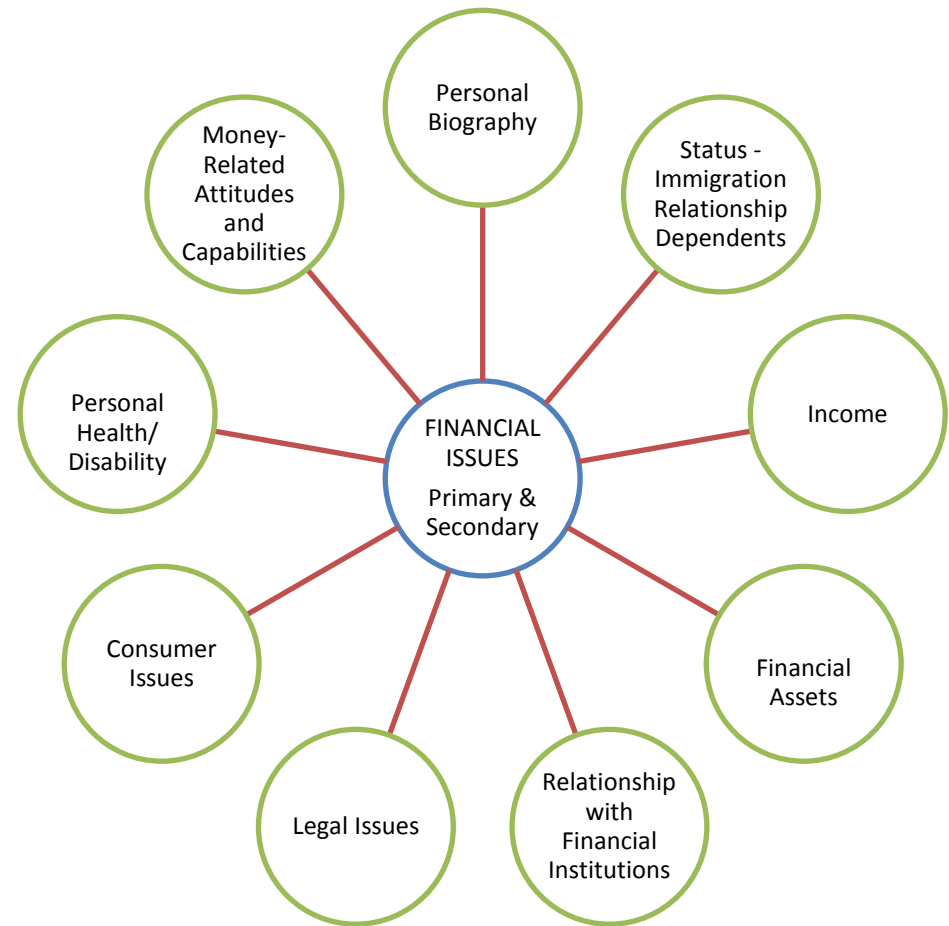 Personal
Biography
Status -
Immigration
Relationship
Dependents
Income
Financial
Assets
Relationship
with
Financial
Institutions
Legal Issues
Consumer
Issues
Personal
Health/
Disability
Money-
Related
Attitudes
and
Capabilities
FINANCIAL
ISSUES
Primary &
Secondary